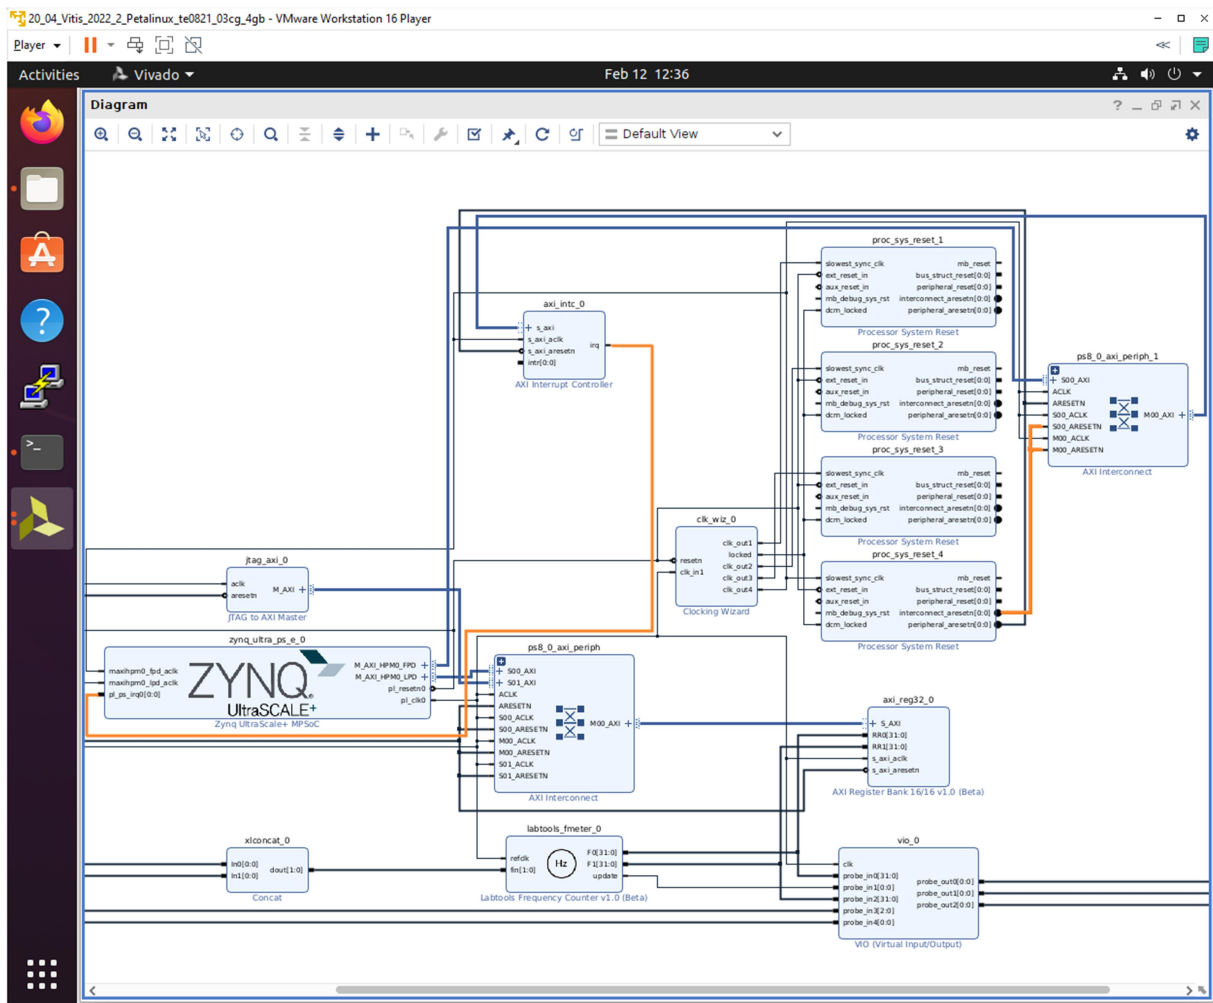 20_04_Vitis_2022_2_Petalinux_te0821_03cg_4gb - VMware Workstation 16 Player
Player
Activities
Vivado
Feb 12 12:36
Diagram
Default View
proc_sys_reset_1
slowest_sync_clk mb_reset
ext_reset_in bus_struct_reset[0:0]
aux_reset_in peripheral_reset[0:0]
mb_debug_sys_rst interconnect_aresetn[0:0]
dcm_locked peripheral_aresetn[0:0]
Processor System Reset
axi_intc_0
s_axi
s_axi_aclk
s_axi_aresetn
intr[0:0]
irq
AXI Interrupt Controller
proc_sys_reset_2
slowest_sync_clk mb_reset
ext_reset_in bus_struct_reset[0:0]
aux_reset_in peripheral_reset[0:0]
mb_debug_sys_rst interconnect_aresetn[0:0]
dcm_locked peripheral_aresetn[0:0]
Processor System Reset
ps8_0_axi_periph_1
S00_AXI
ACLK
ARESETN
S00_ACLK
S00_ARESETN
M00_ACLK
M00_ARESETN
M00_AXI
AXI Interconnect
proc_sys_reset_3
slowest_sync_clk mb_reset
ext_reset_in bus_struct_reset[0:0]
aux_reset_in peripheral_reset[0:0]
mb_debug_sys_rst interconnect_aresetn[0:0]
dcm_locked peripheral_aresetn[0:0]
Processor System Reset
clk_wiz_0
resetn
clk_in1
clk_out1
locked
clk_out2
clk_out3
clk_out4
Clocking Wizard
proc_sys_reset_4
slowest_sync_clk mb_reset
ext_reset_in bus_struct_reset[0:0]
aux_reset_in peripheral_reset[0:0]
mb_debug_sys_rst interconnect_aresetn[0:0]
dcm_locked peripheral_aresetn[0:0]
Processor System Reset
jtag_axi_0
aclk
aresetn
M_AXI
JTAG to AXI Master
zynq_ultra_ps_e_0
maxihpm0_fpd_aclk
maxihpm0_lpd_aclk
pl_ps_irq0[0:0]
ZYNQ
UltraSCALE+
M_AXI_HPM0_FPD
M_AXI_HPM0_LPD
pl_resetn0
pl_clk0
Zynq UltraScale+ MPSoC
ps8_0_axi_periph
S00_AXI
S01_AXI
ACLK
ARESETN
S00_ACLK
S00_ARESETN
M00_ACLK
M00_ARESETN
S01_ACLK
S01_ARESETN
M00_AXI
AXI Interconnect
axi_reg32_0
S_AXI
RR0[31:0]
RR1[31:0]
s_axi_aclk
s_axi_aresetn
AXI Register Bank 16/16 v1.0 (Beta)
xlconcat_0
In0[0:0]
In1[0:0]
dout[1:0]
Concat
labtools_fmeter_0
refclk
fin[1:0]
Hz
F0[31:0]
F1[31:0]
update
Labtools Frequency Counter v1.0 (Beta)
vio_0
clk
probe_in0[31:0]
probe_in1[0:0]
probe_in2[31:0]
probe_in3[2:0]
probe_in4[0:0]
probe_out0[0:0]
probe_out1[0:0]
probe_out2[0:0]
VIO (Virtual Input/Output)